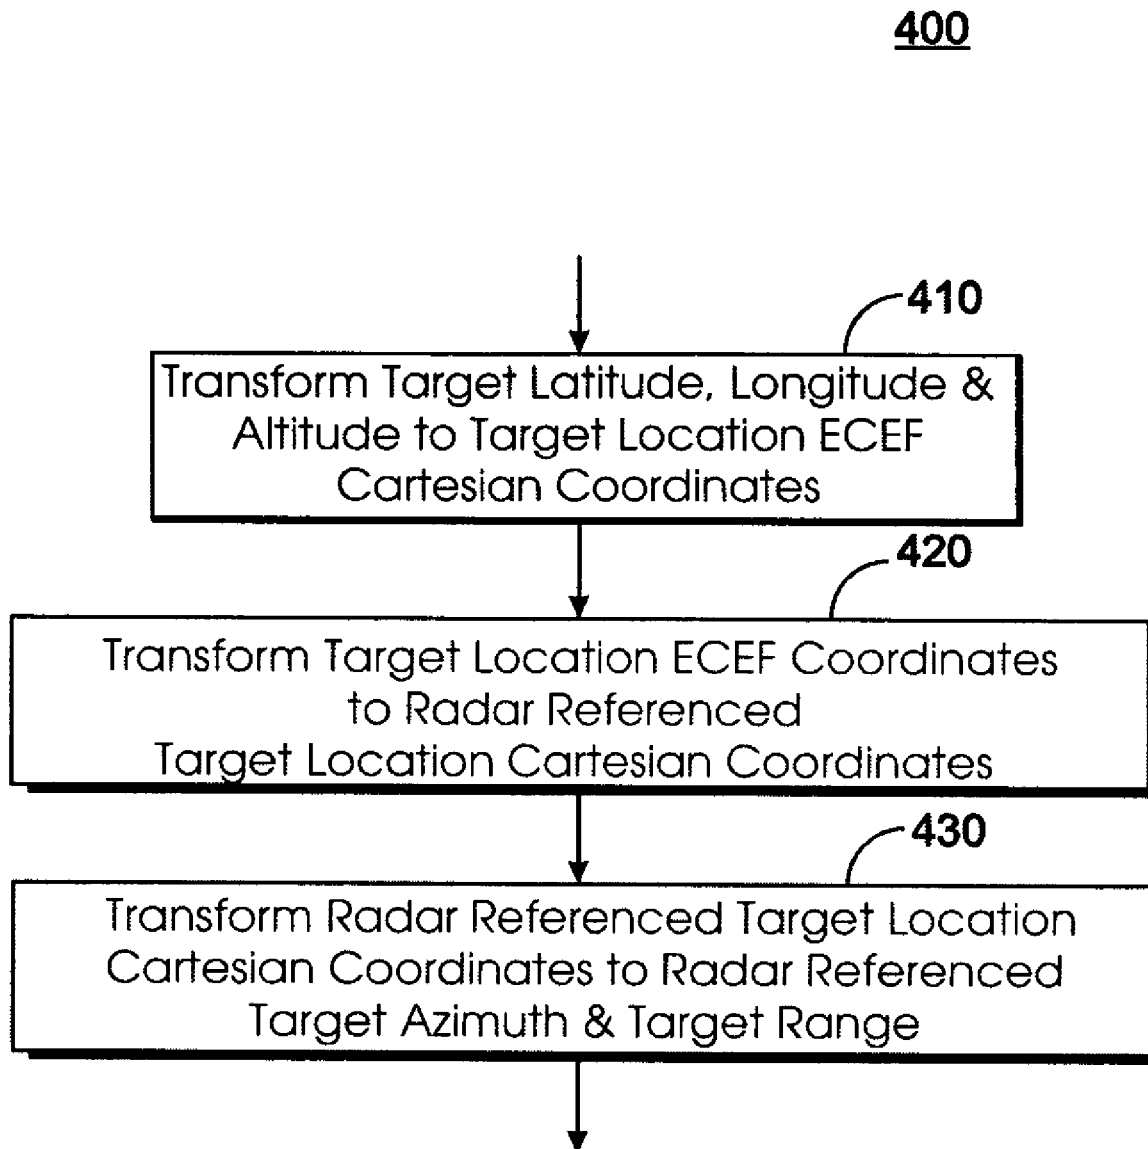 400
410
Transform Target Latitude, Longitude &
Altitude to Target Location ECEF
Cartesian Coordinates
420
Transform Target Location ECEF Coordinates
to Radar Referenced
Target Location Cartesian Coordinates
430
Transform Radar Referenced Target Location
Cartesian Coordinates to Radar Referenced
Target Azimuth & Target Range